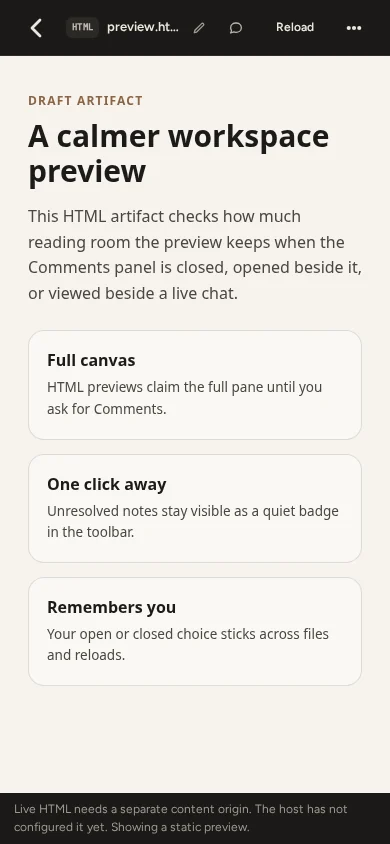 HTML preview.ht... Reload
DRAFT ARTIFACT
A calmer workspace
preview
This HTML artifact checks how much
reading room the preview keeps when the
Comments panel is closed, opened beside it,
or viewed beside a live chat.
Full canvas
HTML previews claim the full pane until you
ask for Comments.
One click away
Unresolved notes stay visible as a quiet badge
in the toolbar.
Remembers you
Your open or closed choice sticks across files
and reloads.
Live HTML needs a separate content origin. The host has not
configured it yet. Showing a static preview.